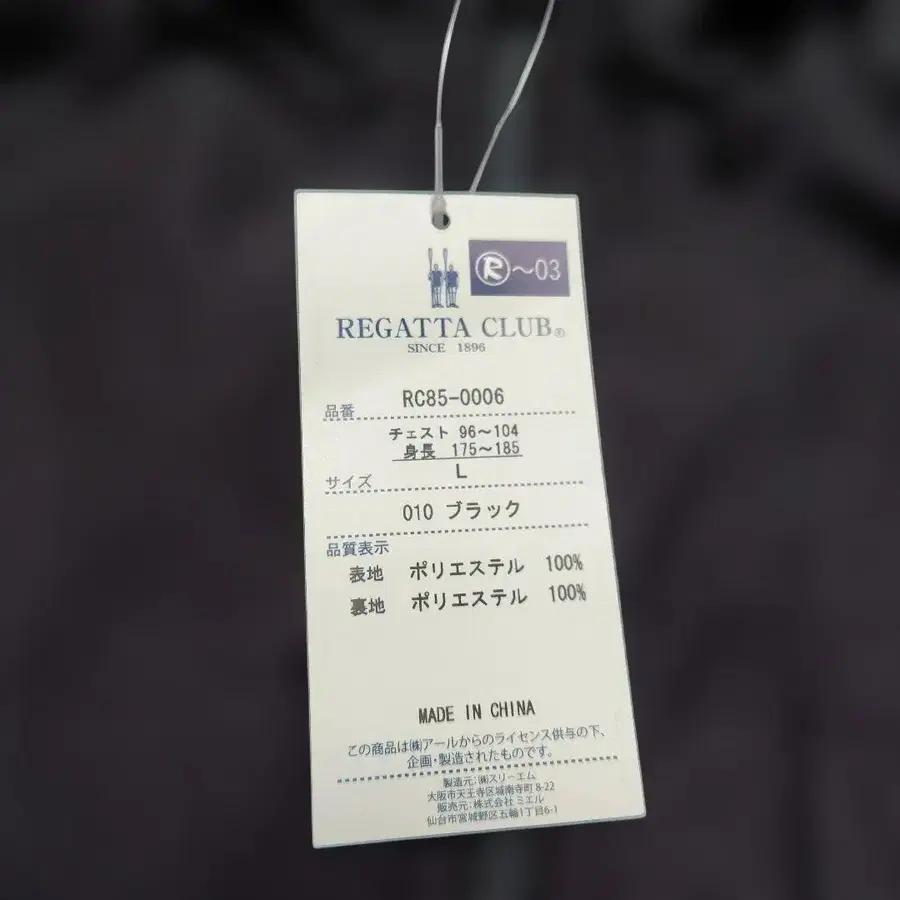 R〜03
REGATTA CLUB®
SINCE 1896
品番 RC85-0006
チェスト 96〜104
身長 175〜185
サイズ L
010 ブラック
品質表示
表地 ポリエステル 100%
裏地 ポリエステル 100%
MADE IN CHINA
この商品は㈱アールからのライセンス供与の下、
企画・製造されたものです。
製造元:㈱スリーエム
大阪市天王寺区城南寺町8-22
販売元:株式会社 ミエル
仙台市宮城野区五輪1丁目6-1